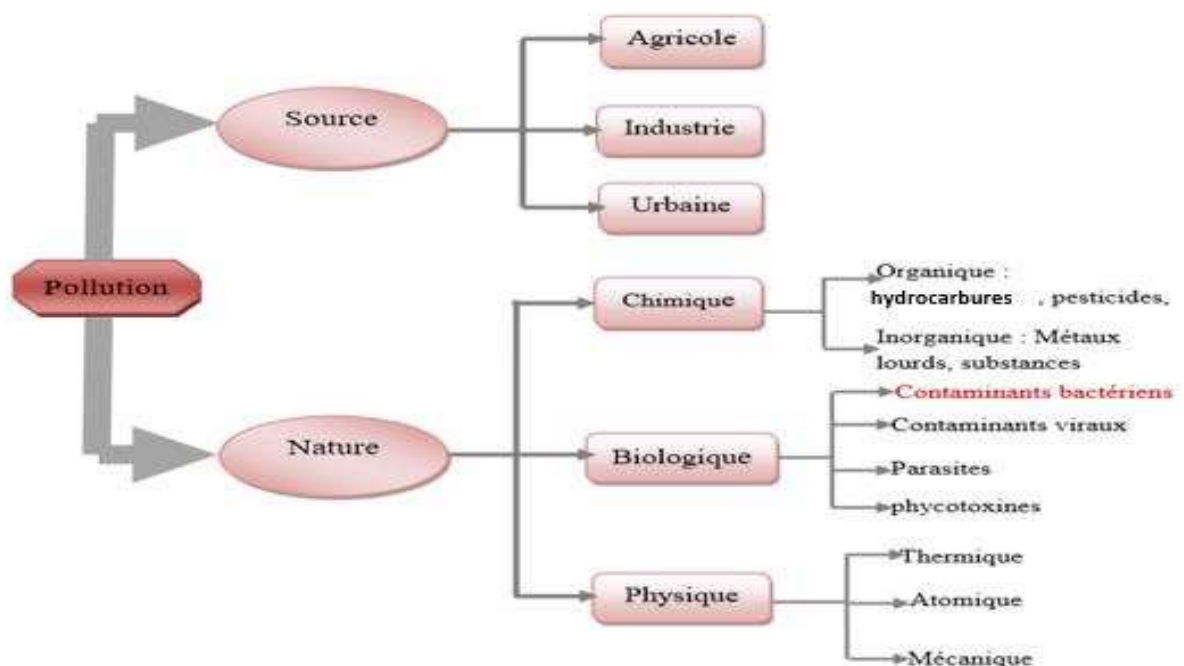 Pollution
Source
Agricole
Industrie
Urbaine
Nature
Chimique
Organique :
hydrocarbures , pesticides,
Inorganique : Métaux
lourds, substances
Biologique
Contaminants bactériens
Contaminants viraux
Parasites
phycotoxines
Physique
Thermique
Atomique
Mécanique